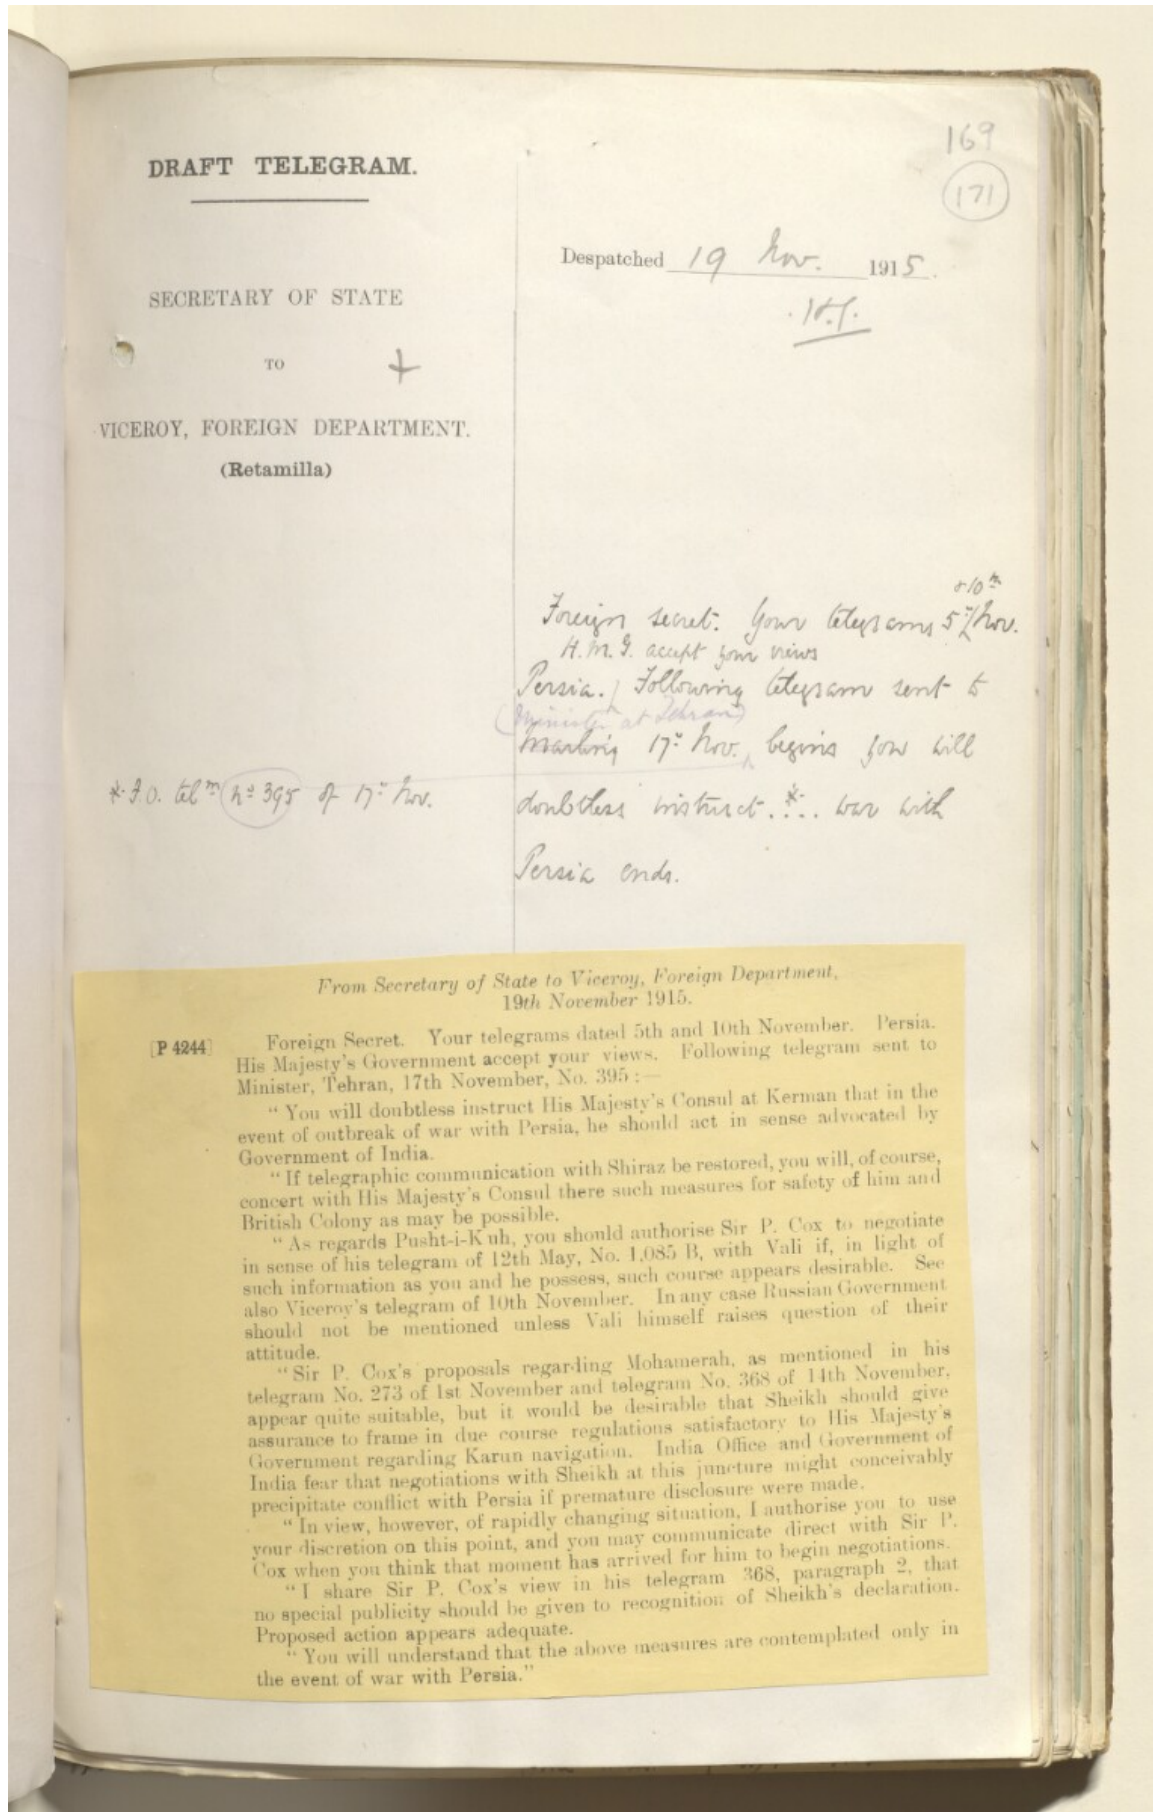 169
171
DRAFT TELEGRAM.
Despatched 19 Nov. 1915.
SECRETARY OF STATE
TO
VICEROY, FOREIGN DEPARTMENT.
(Retamilla)
& 10th
Foreign secret. Your telegrams 5th Nov.
H.M.G. accept your views
Persia. Following telegram sent to
(Minister at Tehran)
Marling 17th Nov., begins you will
* F.O. telm No 395 of 17th Nov.
doubtless instruct . * . . war with
Persia ends.
From Secretary of State to Viceroy, Foreign Department,
19th November 1915.
[P 4244]
Foreign Secret. Your telegrams dated 5th and 10th November. Persia.
His Majesty's Government accept your views. Following telegram sent to
Minister, Tehran, 17th November, No. 395 :—
" You will doubtless instruct His Majesty's Consul at Kerman that in the
event of outbreak of war with Persia, he should act in sense advocated by
Government of India.
" If telegraphic communication with Shiraz be restored, you will, of course,
concert with His Majesty's Consul there such measures for safety of him and
British Colony as may be possible.
" As regards Pusht-i-Kuh, you should authorise Sir P. Cox to negotiate
in sense of his telegram of 12th May, No. 1,085 B, with Vali if, in light of
such information as you and he possess, such course appears desirable. See
also Viceroy's telegram of 10th November. In any case Russian Government
should not be mentioned unless Vali himself raises question of their
attitude.
" Sir P. Cox's proposals regarding Mohamerah, as mentioned in his
telegram No. 273 of 1st November and telegram No. 368 of 14th November,
appear quite suitable, but it would be desirable that Sheikh should give
assurance to frame in due course regulations satisfactory to His Majesty's
Government regarding Karun navigation. India Office and Government of
India fear that negotiations with Sheikh at this juncture might conceivably
precipitate conflict with Persia if premature disclosure were made.
" In view, however, of rapidly changing situation, I authorise you to use
your discretion on this point, and you may communicate direct with Sir P.
Cox when you think that moment has arrived for him to begin negotiations.
" I share Sir P. Cox's view in his telegram 368, paragraph 2, that
no special publicity should be given to recognition of Sheikh's declaration.
Proposed action appears adequate.
" You will understand that the above measures are contemplated only in
the event of war with Persia."